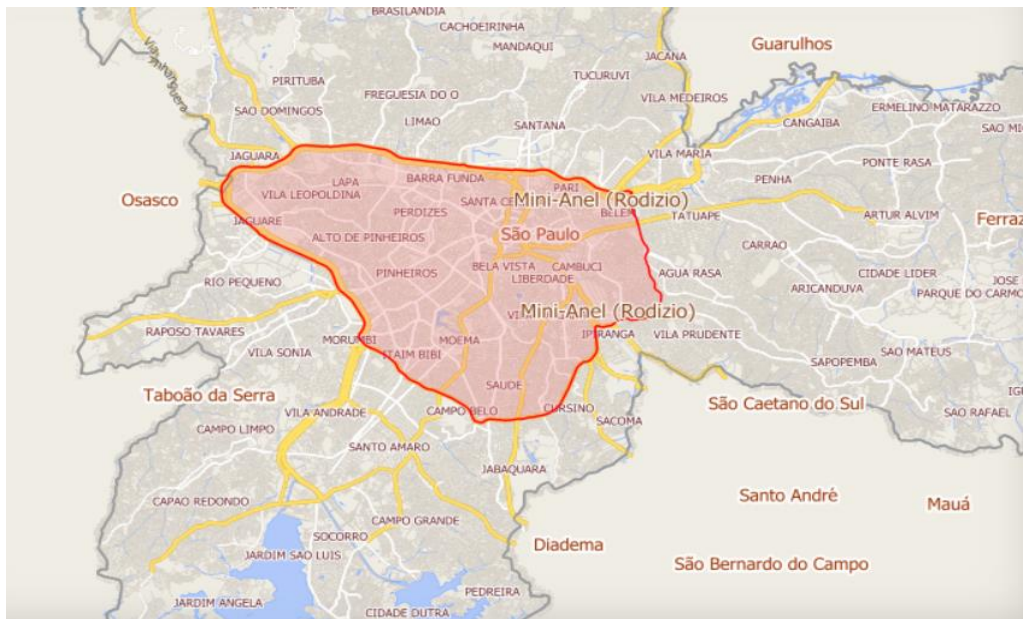 BRASILANDIA
CACHOEIRINHA
MANDAQUI
Guarulhos
JACANA
TUCURUVI
PIRITUBA
FREGUESIA DO O
VILA MEDEIROS
SAO DOMINGOS
LIMAO
SANTANA
ERMELINO MATARAZZO
CANGAIBA
SAO MI
JAGUARA
VILA MARIA
PONTE RASA
LAPA
BARRA FUNDA
PARI
PENHA
Osasco
VILA LEOPOLDINA
SANTA CE
Mini-Anel (Rodizio)
JAGUARE
PERDIZES
BELEM
TATUAPE
ARTUR ALVIM
Ferraz
São Paulo
ALTO DE PINHEIROS
CARRAO
BELA VISTA
CAMBUCI
PINHEIROS
LIBERDADE
AGUA RASA
CIDADE LIDER
RIO PEQUENO
ARICANDUVA
JOSE
PARQUE DO CARMO
Mini-Anel (Rodizio)
RAPOSO TAVARES
MORUMBI
MOEMA
IPIRANGA
VILA PRUDENTE
VILA SONIA
ITAIM BIBI
SAO MATEUS
SAPOPEMBA
SAUDE
Taboão da Serra
São Caetano do Sul
VILA ANDRADE
CAMPO BELO
CURSINO
SAO RAFAEL
CAMPO LIMPO
SACOMA
SANTO AMARO
JABAQUARA
CAPAO REDONDO
Santo André
Mauá
CAMPO GRANDE
SOCORRO
Diadema
JARDIM SAO LUIS
São Bernardo do Campo
PEDREIRA
JARDIM ANGELA
CIDADE DUTRA